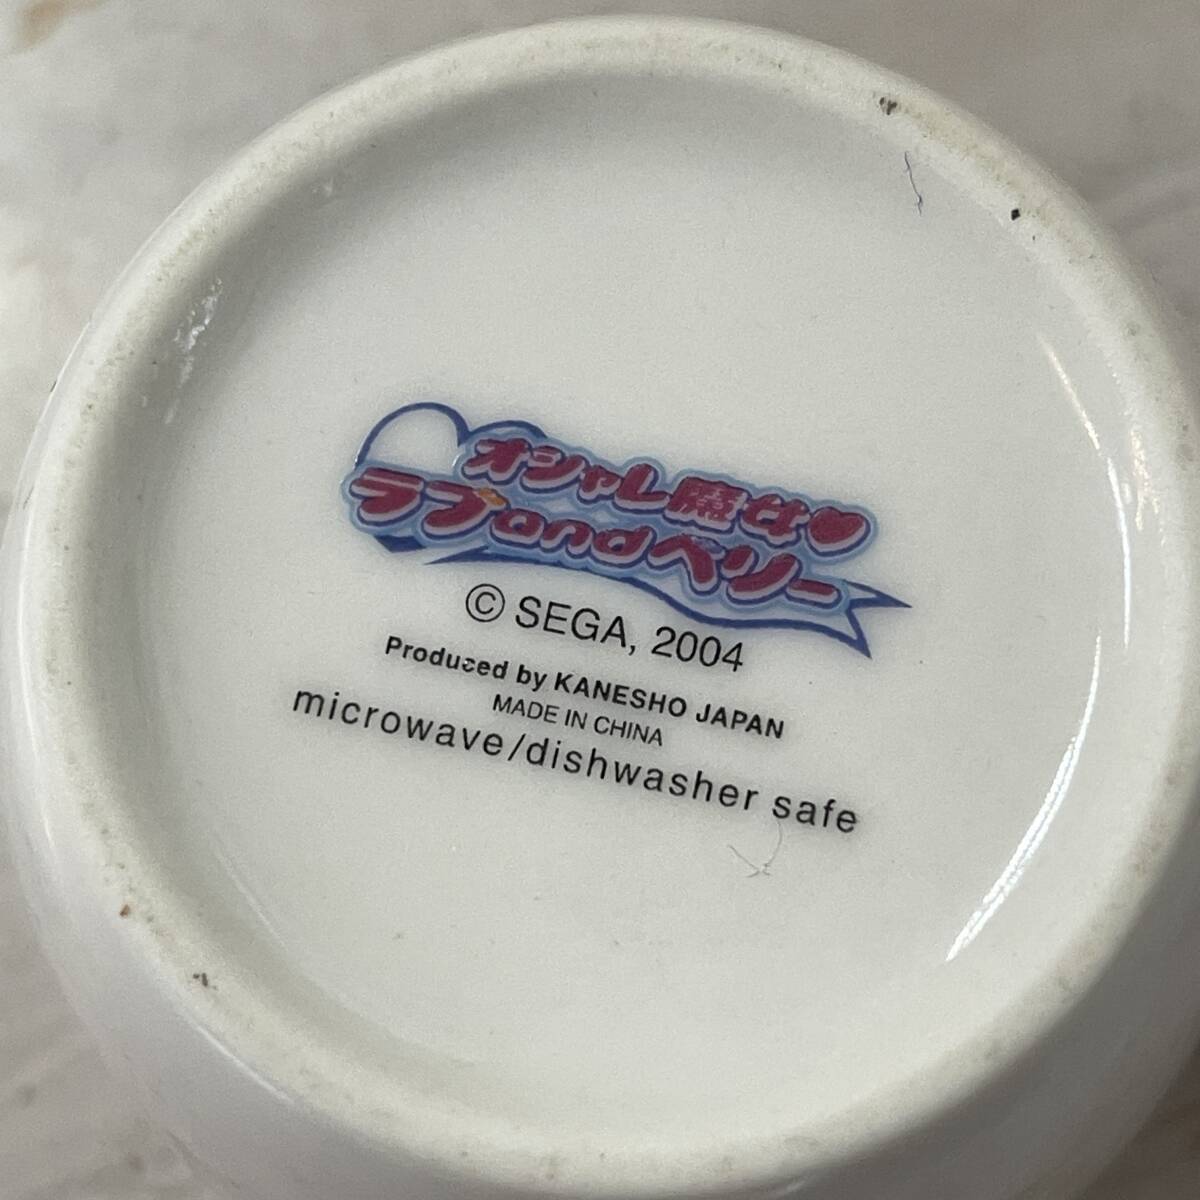 オシャレ魔女♥
ラブandベリー
© SEGA, 2004
Produced by KANESHO JAPAN
MADE IN CHINA
microwave/dishwasher safe